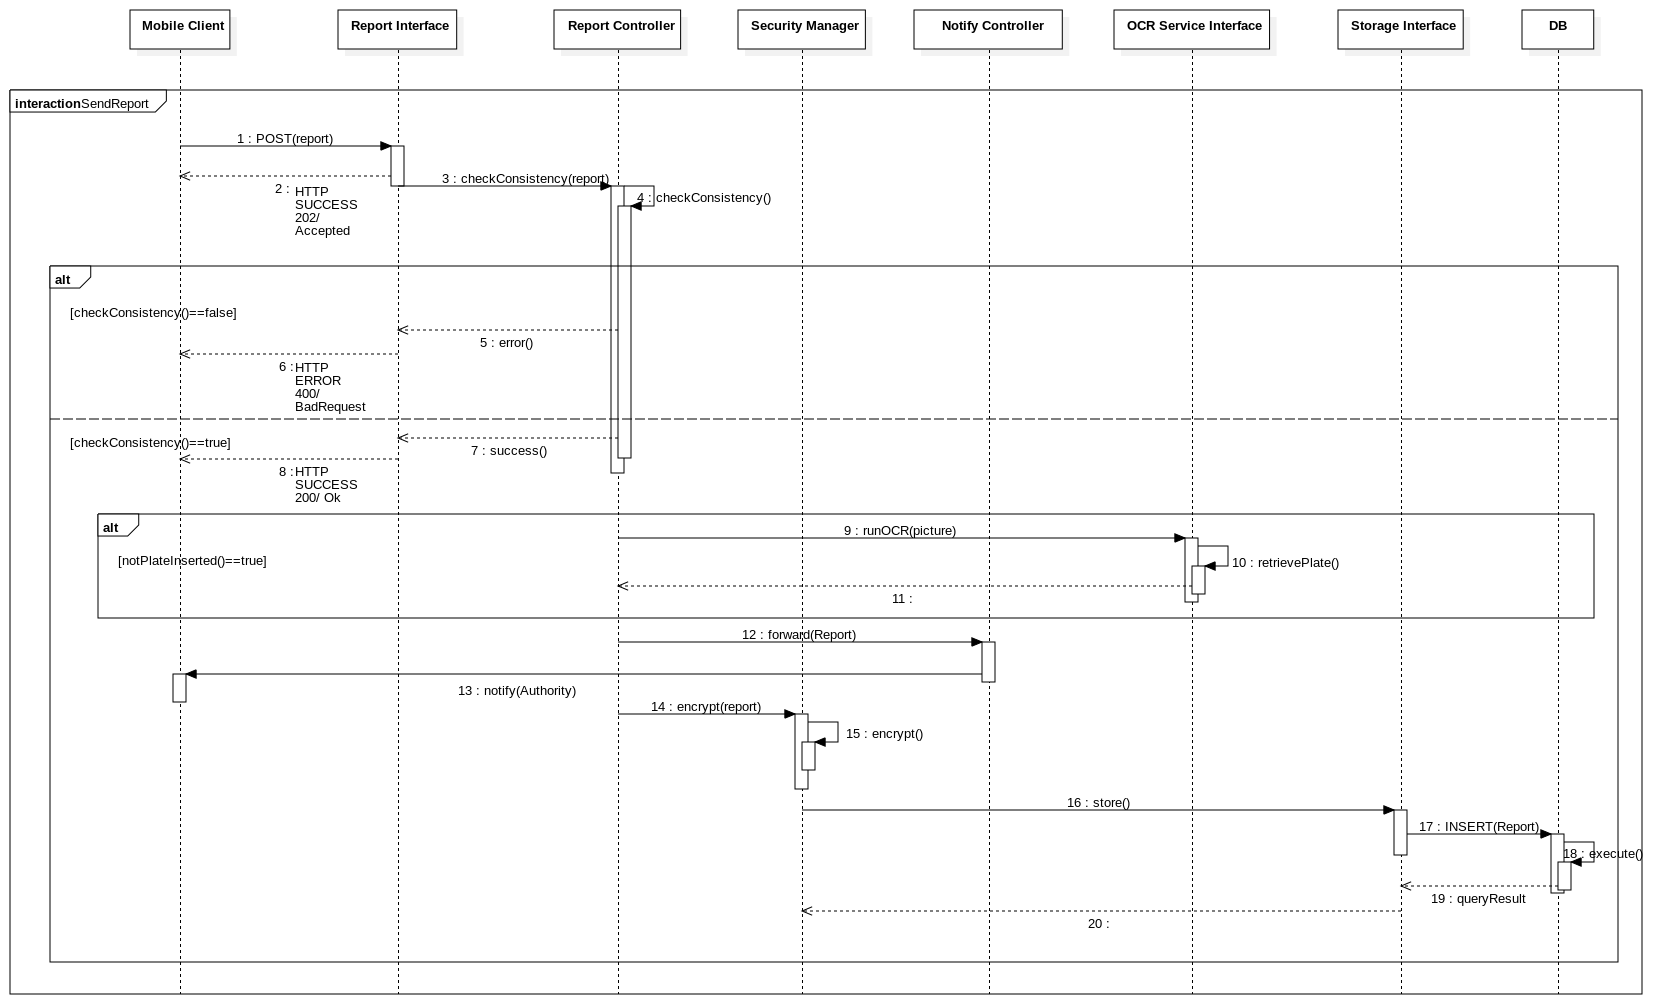 Mobile Client
Report Interface
Report Controller
Security Manager
Notify Controller
OCR Service Interface
Storage Interface
DB
interactionSendReport
1 : POST(report)
2 :
HTTP
SUCCESS
202/
Accepted
3 : checkConsistency(report)
4 : checkConsistency()
alt
[checkConsistency()==false]
5 : error()
6 :
HTTP
ERROR
400/
BadRequest
[checkConsistency()==true]
7 : success()
8 :
HTTP
SUCCESS
200/ Ok
alt
[notPlateInserted()==true]
9 : runOCR(picture)
10 : retrievePlate()
11 :
12 : forward(Report)
13 : notify(Authority)
14 : encrypt(report)
15 : encrypt()
16 : store()
17 : INSERT(Report)
18 : execute()
19 : queryResult
20 :